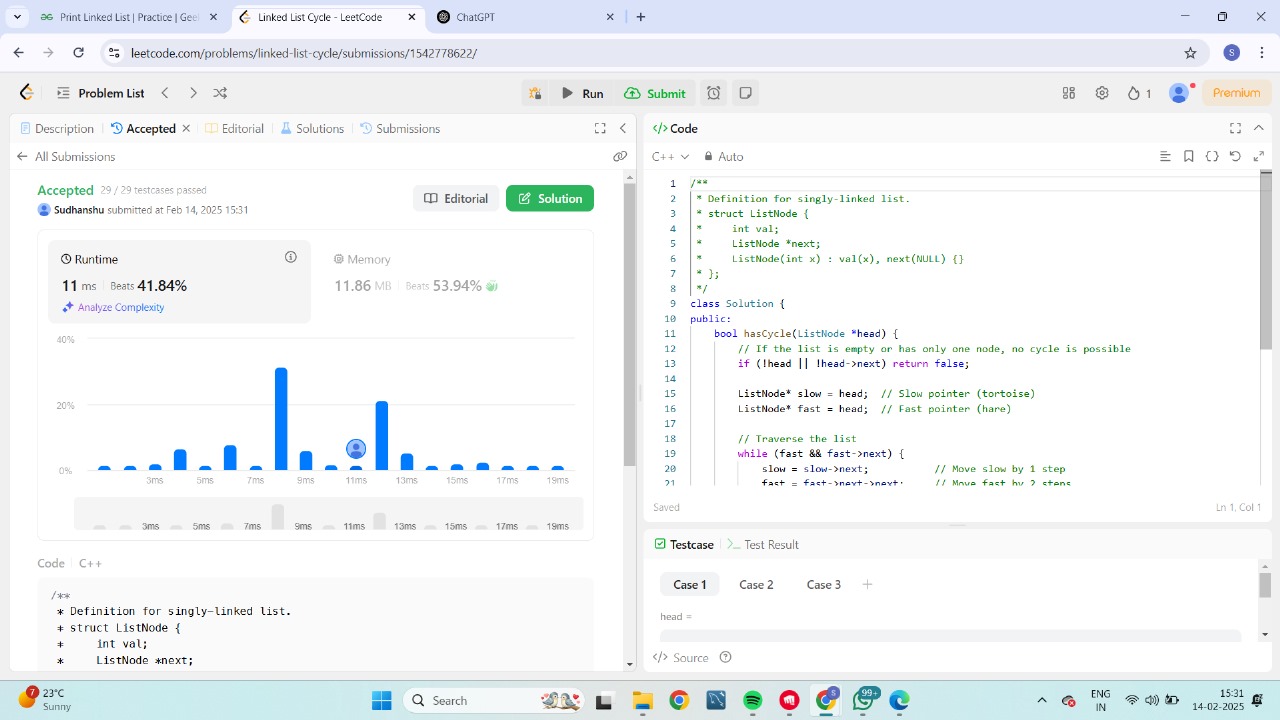 Print Linked List | Practice | Geel
Linked List Cycle - LeetCode
ChatGPT
leetcode.com/problems/linked-list-cycle/submissions/1542778622/
S
Problem List
Run
Submit
1
Premium
Description
Accepted
Editorial
Solutions
Submissions
All Submissions
Accepted 29 / 29 testcases passed
Sudhanshu submitted at Feb 14, 2025 15:31
Editorial
Solution
Runtime
11 ms Beats 41.84%
Analyze Complexity
Memory
11.86 MB Beats 53.94%
40%
20%
0%
3ms 5ms 7ms 9ms 11ms 13ms 15ms 17ms 19ms
3ms 5ms 7ms 9ms 11ms 13ms 15ms 17ms 19ms
Code C++
/**
* Definition for singly-linked list.
* struct ListNode {
*     int val;
*     ListNode *next;
</> Code
C++ Auto
1 /**
2 * Definition for singly-linked list.
3 * struct ListNode {
4 *     int val;
5 *     ListNode *next;
6 *     ListNode(int x) : val(x), next(NULL) {}
7 * };
8 */
9 class Solution {
10 public:
11     bool hasCycle(ListNode *head) {
12         // If the list is empty or has only one node, no cycle is possible
13         if (!head || !head->next) return false;
14
15         ListNode* slow = head;  // Slow pointer (tortoise)
16         ListNode* fast = head;  // Fast pointer (hare)
17
18         // Traverse the list
19         while (fast && fast->next) {
20             slow = slow->next;           // Move slow by 1 step
21             fast = fast->next->next;     // Move fast by 2 steps
Saved
Ln 1, Col 1
Testcase
>_ Test Result
Case 1
Case 2
Case 3
+
head =
</> Source
7
23°C
Sunny
Search
S
99+
ENG
IN
15:31
14-02-2025